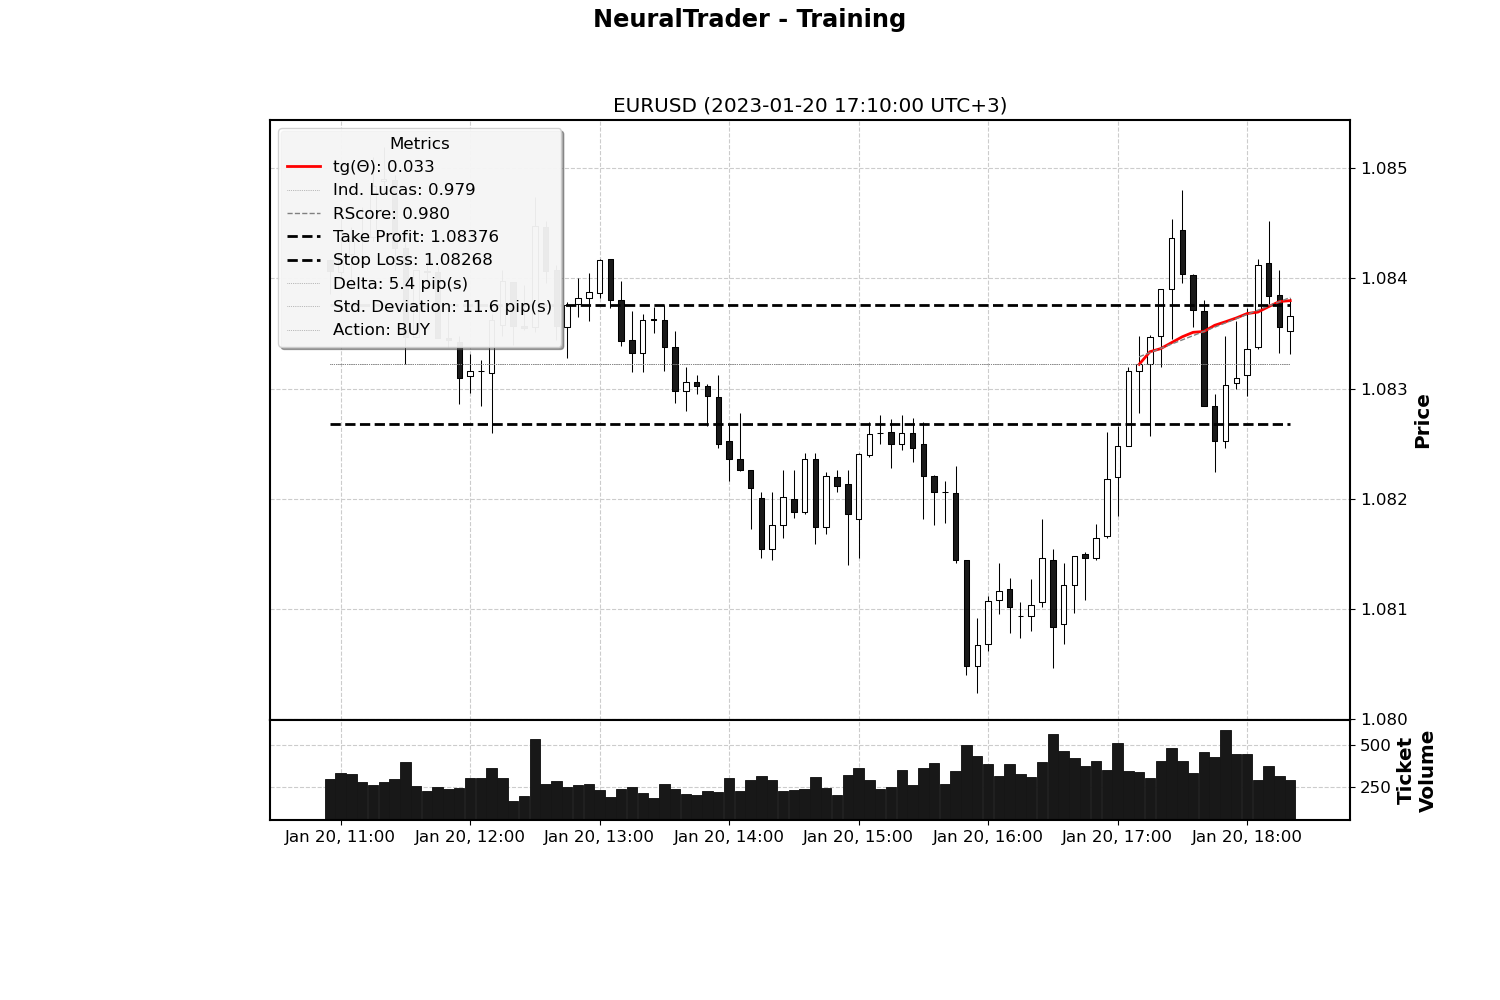 NeuralTrader - Training
EURUSD (2023-01-20 17:10:00 UTC+3)
Metrics
tg(Θ): 0.033
Ind. Lucas: 0.979
RScore: 0.980
Take Profit: 1.08376
Stop Loss: 1.08268
Delta: 5.4 pip(s)
Std. Deviation: 11.6 pip(s)
Action: BUY
1.085
1.084
1.083
1.082
1.081
1.080
Price
500
250
Ticket
Volume
Jan 20, 11:00
Jan 20, 12:00
Jan 20, 13:00
Jan 20, 14:00
Jan 20, 15:00
Jan 20, 16:00
Jan 20, 17:00
Jan 20, 18:00